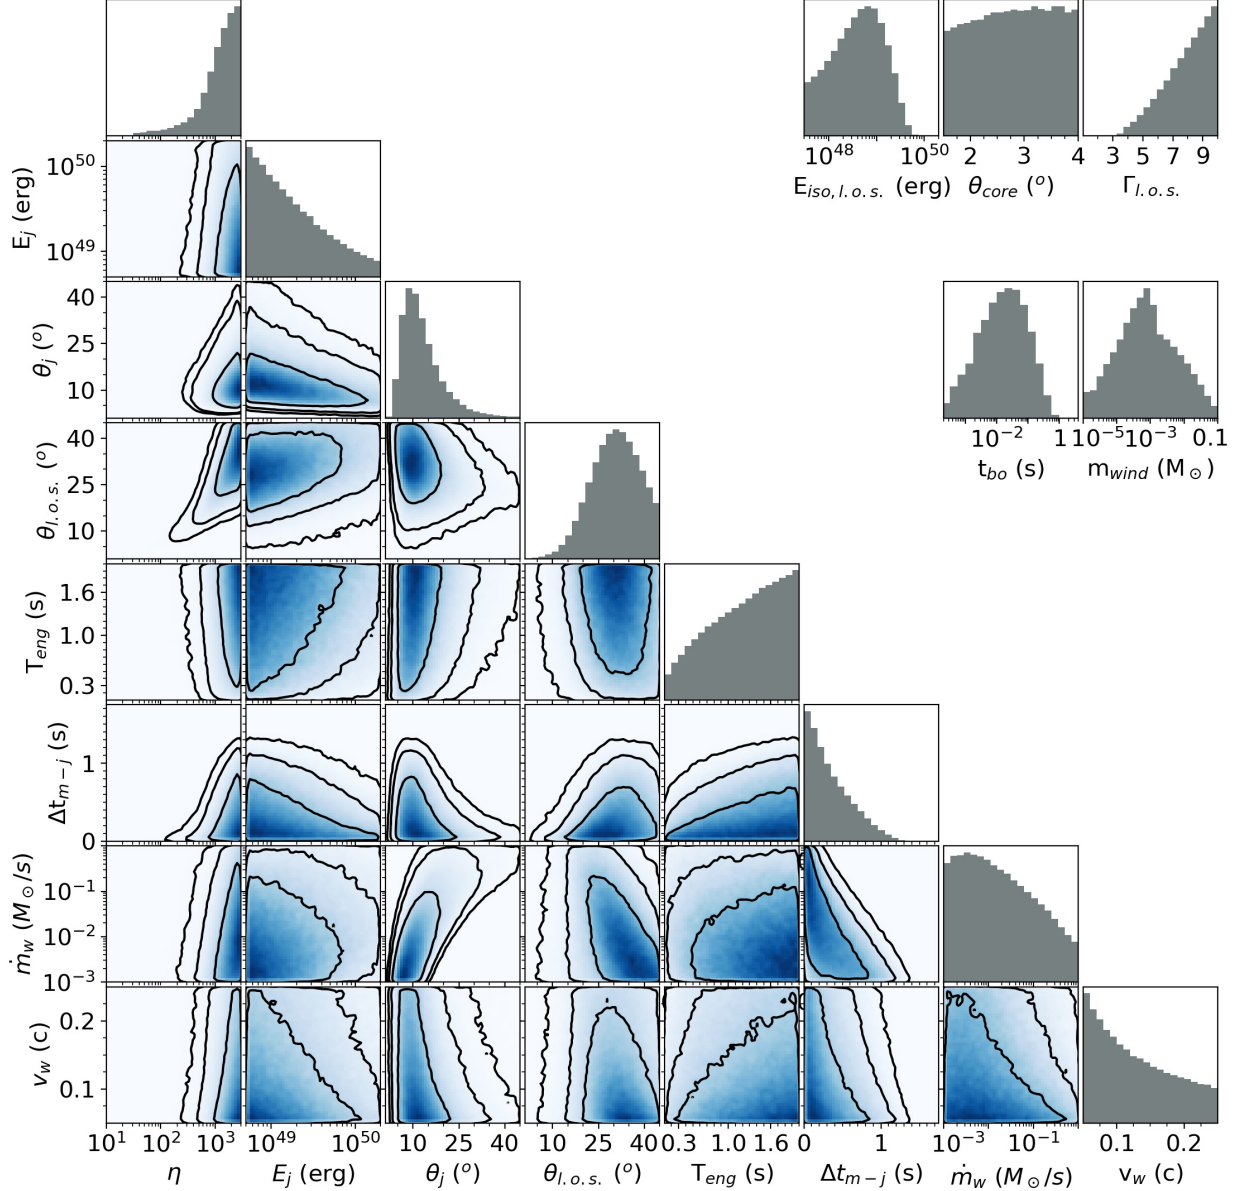 10^48 10^50
E_iso,l.o.s. (erg)
2 3 4
θ_core (°)
3 5 7 9
Γ_l.o.s.
10^50
10^49
E_j (erg)
40
25
10
θ_j (°)
10^-2 1
t_bo (s)
10^-5 10^-3 0.1
m_wind (M_⊙)
40
25
10
θ_l.o.s. (°)
1.6
1.0
0.3
T_eng (s)
1
0
Δt_m−j (s)
10^-1
10^-2
10^-3
ṁ_w (M_⊙/s)
0.2
0.1
v_w (c)
10^1 10^2 10^3
η
10^49 10^50
E_j (erg)
10 25 40
θ_j (°)
10 25 40
θ_l.o.s. (°)
0.3 1.0 1.6
T_eng (s)
0 1
Δt_m−j (s)
10^-3 10^-1
ṁ_w (M_⊙/s)
0.1 0.2
v_w (c)